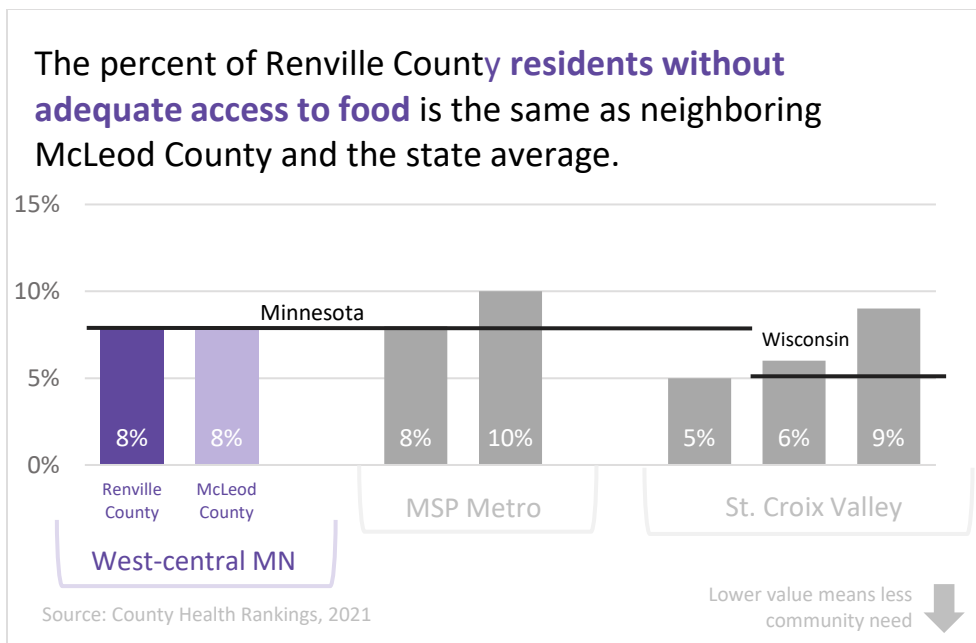 The percent of Renville County residents without
adequate access to food is the same as neighboring
McLeod County and the state average.
15%
10%
5%
0%
Minnesota
Wisconsin
8%
8%
8%
10%
5%
6%
9%
Renville
County
McLeod
County
West-central MN
MSP Metro
St. Croix Valley
Source: County Health Rankings, 2021
Lower value means less
community need